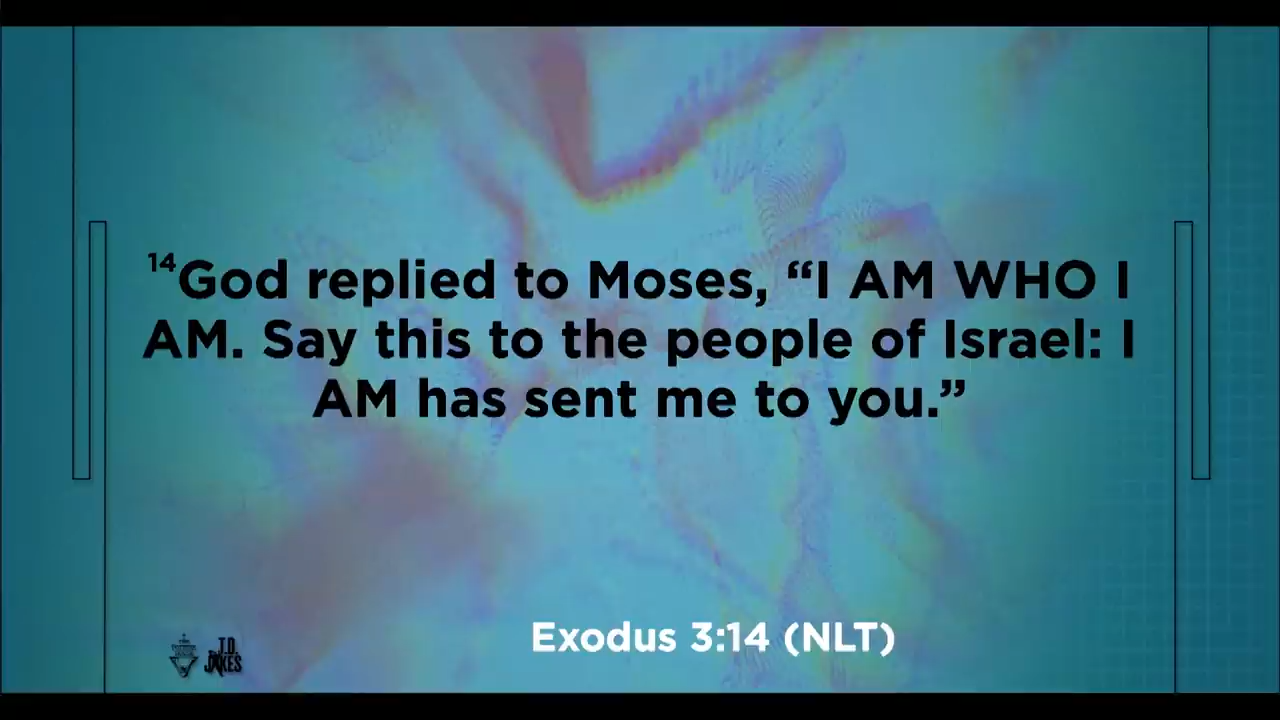 ¹⁴God replied to Moses, “I AM WHO I
AM. Say this to the people of Israel: I
AM has sent me to you.”
Exodus 3:14 (NLT)
T.D.
JAKES